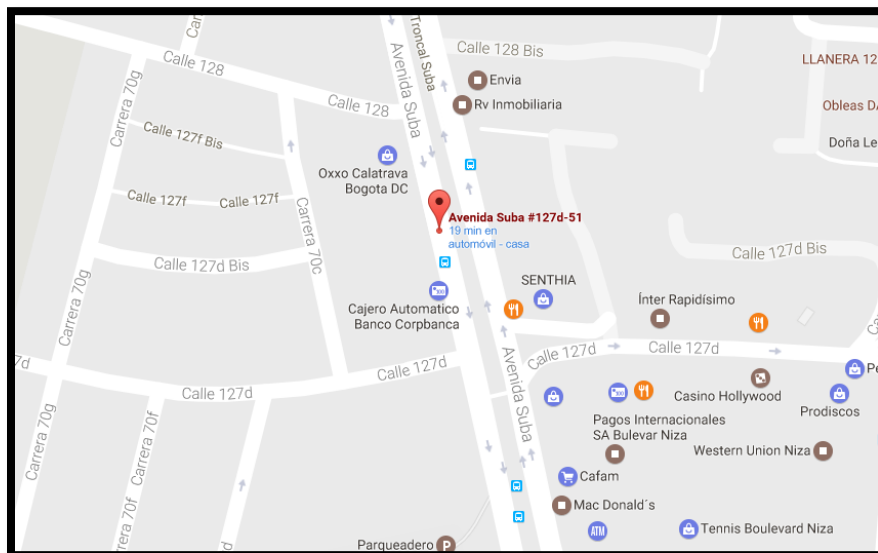 Calle 128 Bis
Troncal Suba
Avenida Suba
LLANERA 12
Calle 128
Carrera 70g
Ca
Envia
Rv Inmobiliaria
Calle 128
Obleas DA
Calle 127f Bis
Doña Le
Oxxo Calatrava
Bogota DC
Calle 127f
Calle 127f
Avenida Suba #127d-51
19 min en
automóvil - casa
Carrera 70c
Calle 127d Bis
Calle 127d Bis
SENTHIA
Carrera 70g
Cajero Automatico
Banco Corpbanca
Ínter Rapidísimo
Calle 127d
Calle 127d
7d
Calle 127d
Calle 127d
Avenida Suba
Pe
Casino Hollywood
Prodiscos
Carrera 70g
Carrera 70f
Pagos Internacionales
SA Bulevar Niza
Western Union Niza
Cafam
Carrera 70f
Mac Donald´s
ATM
Tennis Boulevard Niza
Parqueadero
P
d